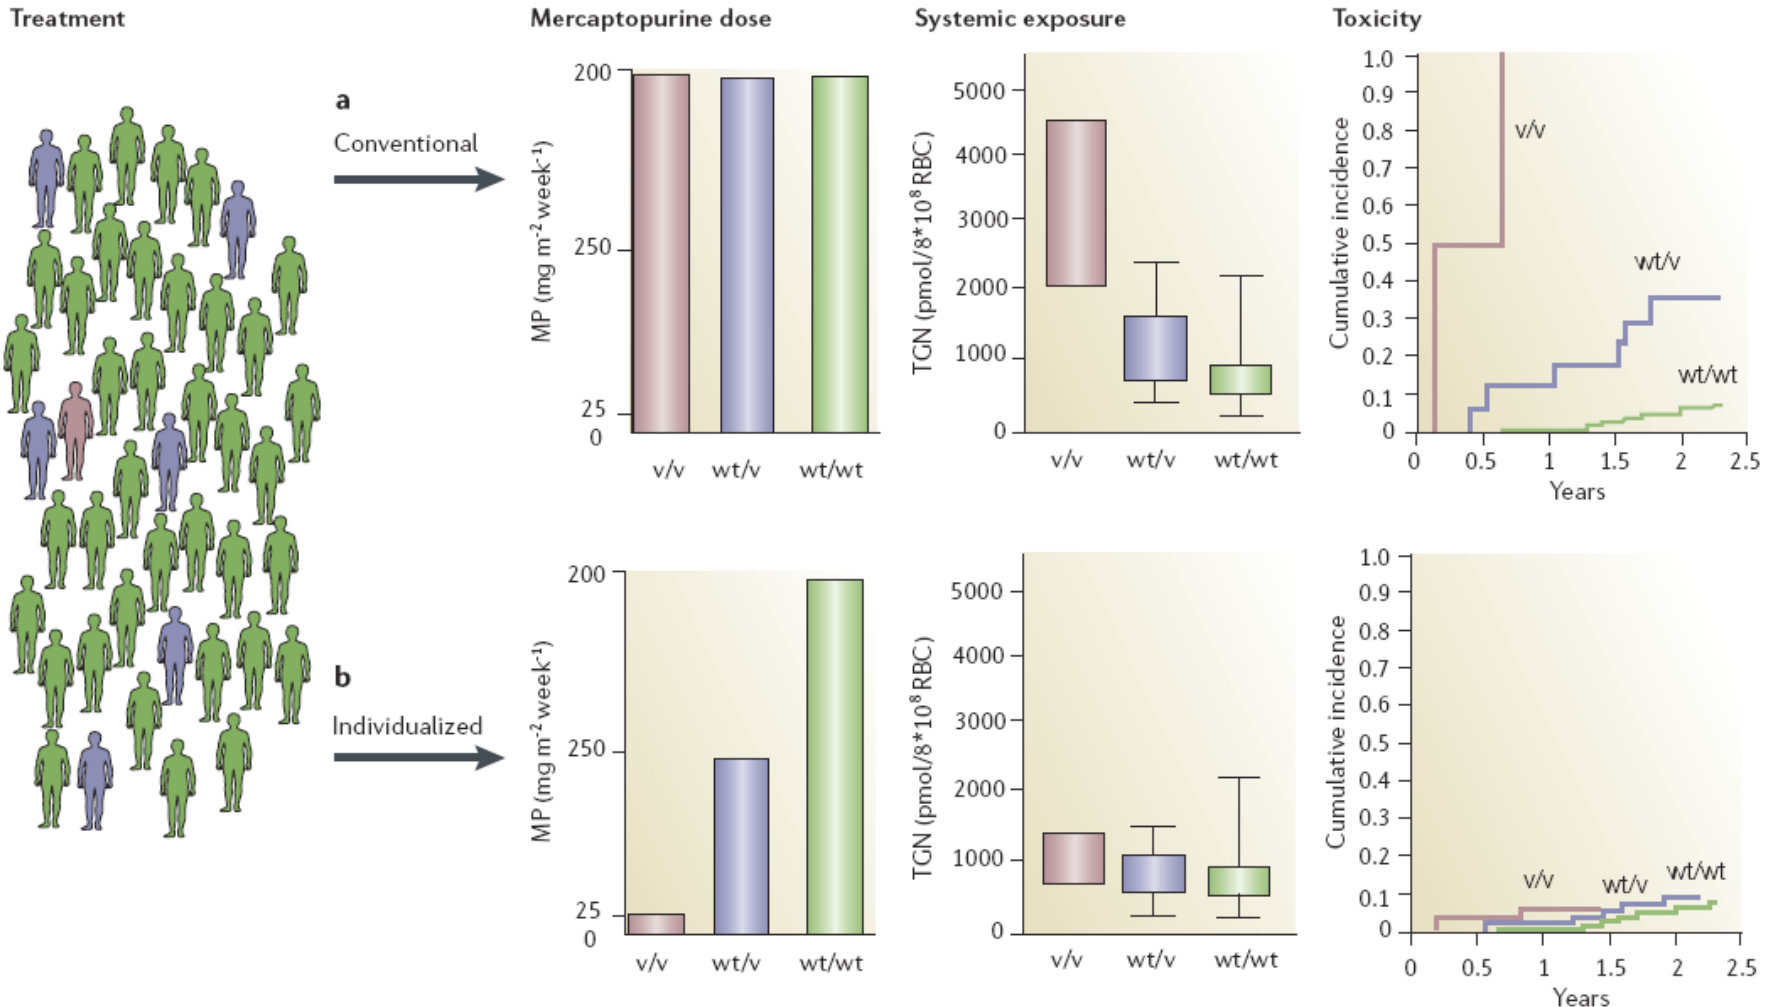 Treatment
Mercaptopurine dose
Systemic exposure
Toxicity
a
Conventional
MP (mg m⁻² week⁻¹)
200
250
25
0
v/v wt/v wt/wt
TGN (pmol/8*10⁸ RBC)
5000
4000
3000
2000
1000
0
v/v wt/v wt/wt
Cumulative incidence
1.0
0.9
0.8
0.7
0.6
0.5
0.4
0.3
0.2
0.1
0
v/v
wt/v
wt/wt
0 0.5 1 1.5 2 2.5
Years
b
Individualized
MP (mg m⁻² week⁻¹)
200
250
25
0
v/v wt/v wt/wt
TGN (pmol/8*10⁸ RBC)
5000
4000
3000
2000
1000
0
v/v wt/v wt/wt
Cumulative incidence
1.0
0.9
0.8
0.7
0.6
0.5
0.4
0.3
0.2
0.1
0
v/v
wt/v
wt/wt
0 0.5 1 1.5 2 2.5
Years